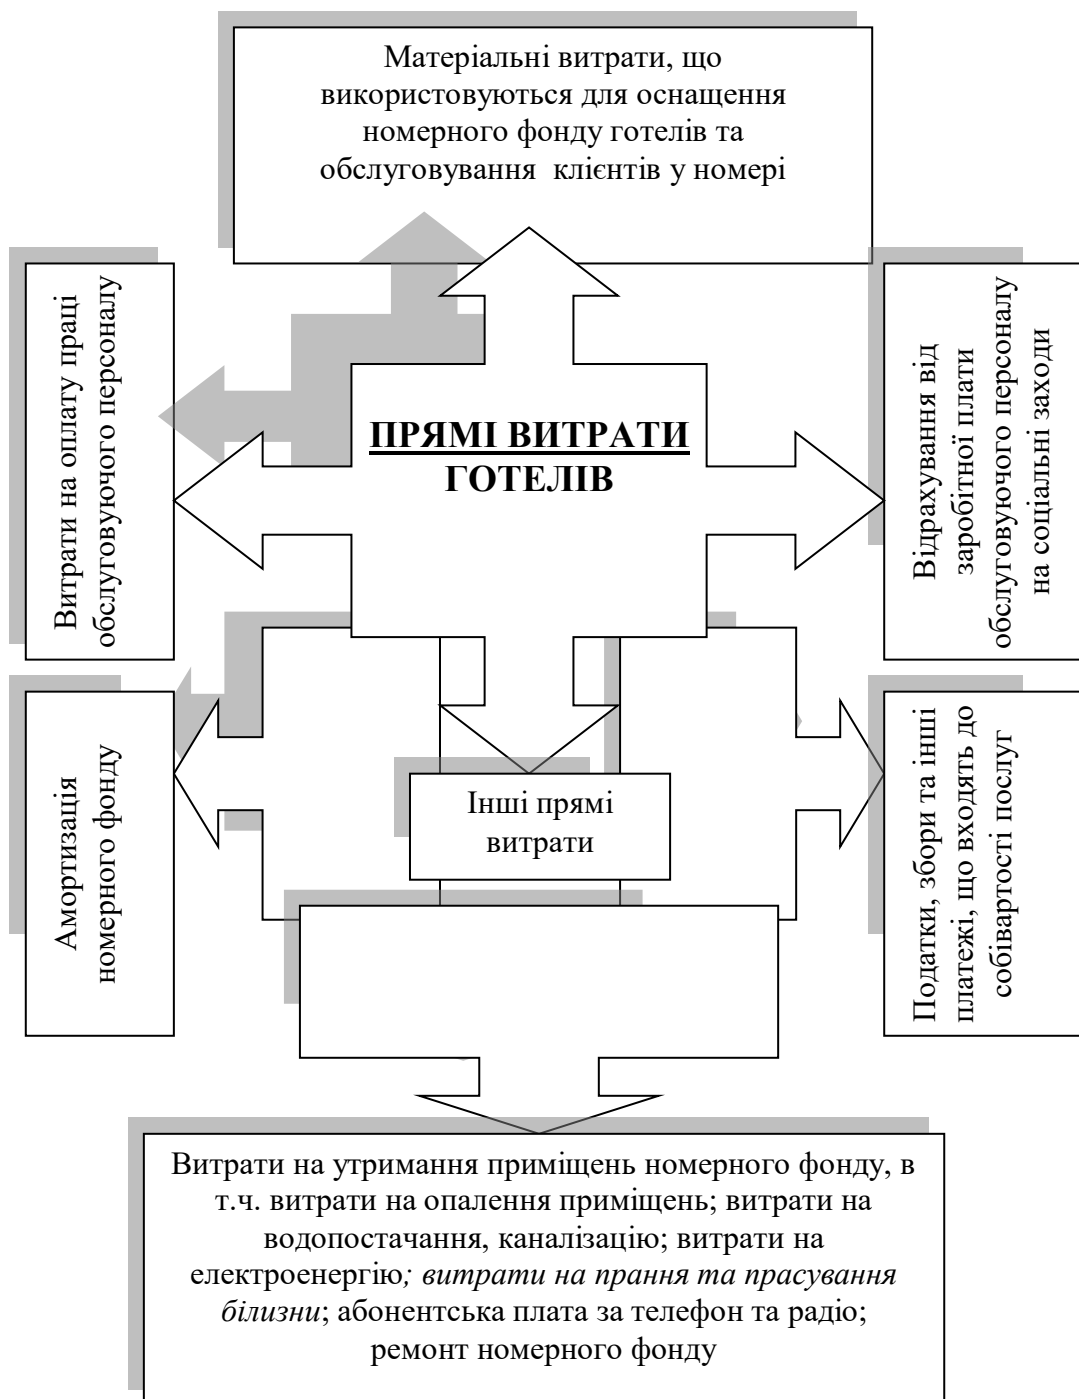 Матеріальні витрати, що
використовуються для оснащення
номерного фонду готелів та
обслуговування клієнтів у номері
Витрати на оплату праці
обслуговуючого персоналу
ПРЯМІ ВИТРАТИ
ГОТЕЛІВ
Відрахування від
заробітної плати
обслуговуючого персоналу
на соціальні заходи
Амортизація
номерного фонду
Інші прямі
витрати
Податки, збори та інші
платежі, що входять до
собівартості послуг
Витрати на утримання приміщень номерного фонду, в
т.ч. витрати на опалення приміщень; витрати на
водопостачання, каналізацію; витрати на
електроенергію; витрати на прання та прасування
білизни; абонентська плата за телефон та радіо;
ремонт номерного фонду